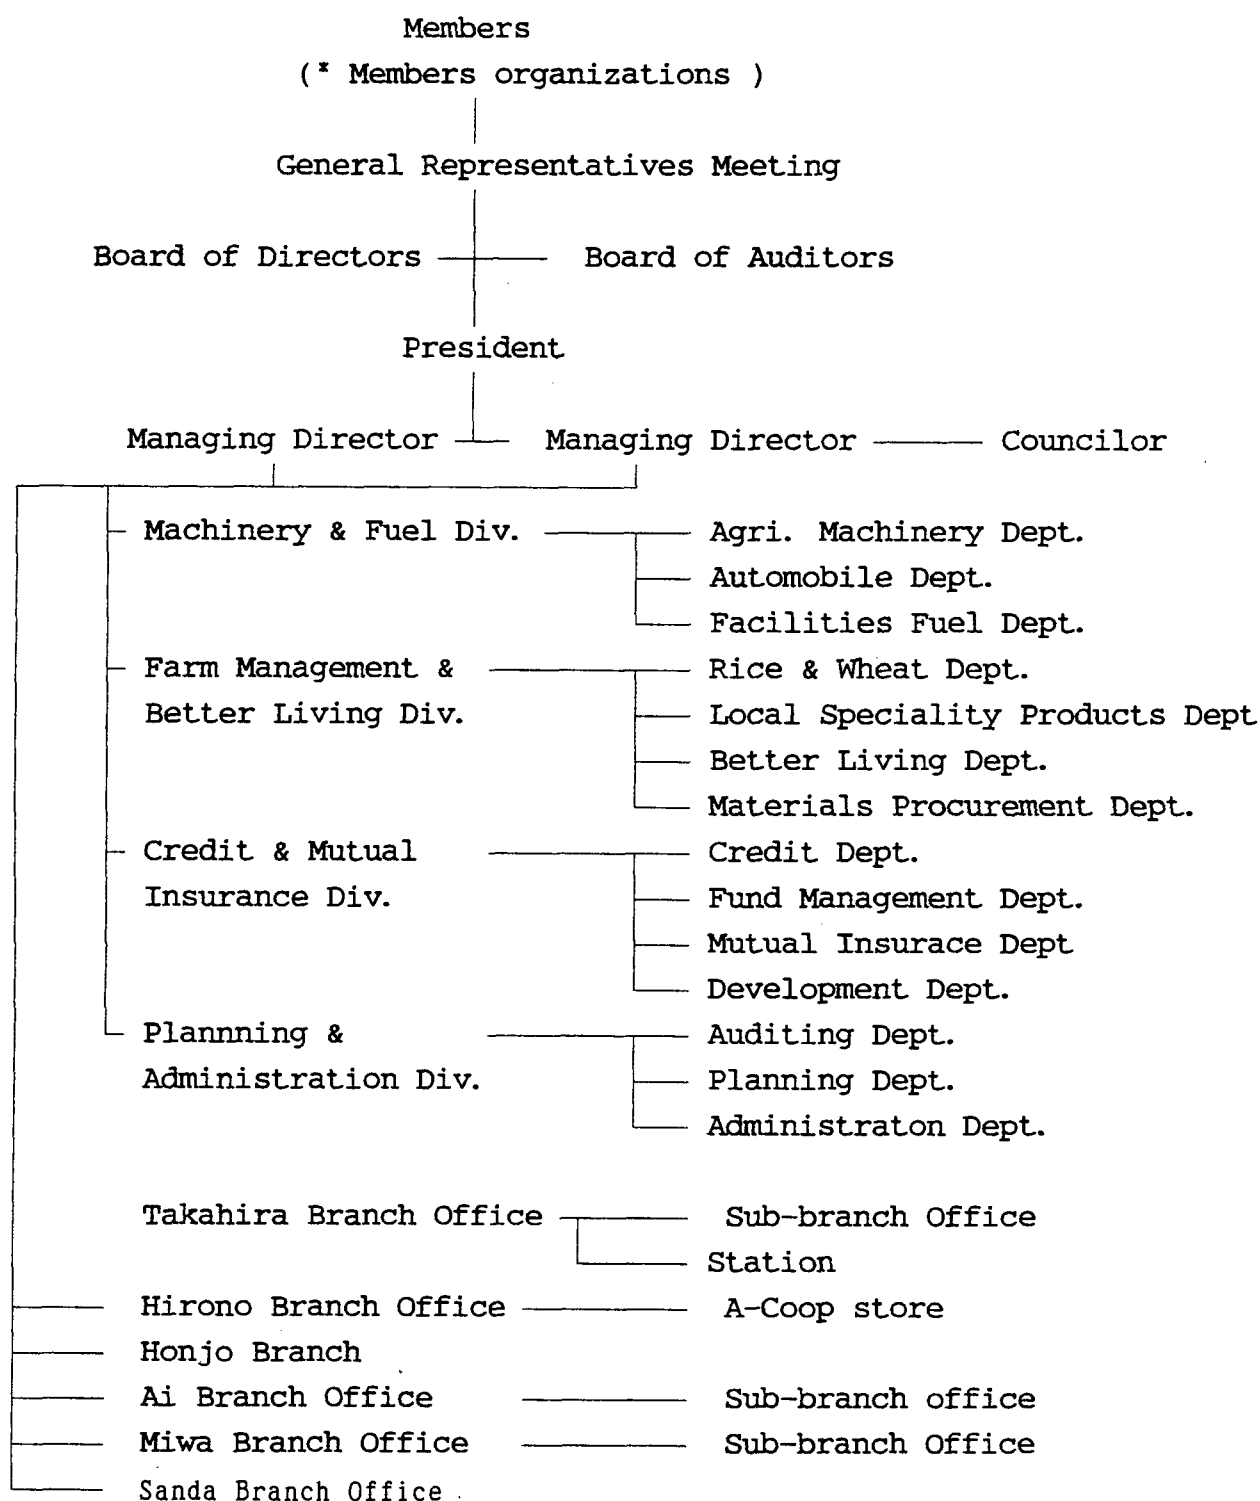 Members
(* Members organizations )
General Representatives Meeting
Board of Directors Board of Auditors
President
Managing Director Managing Director Councilor
Machinery & Fuel Div. Agri. Machinery Dept.
Automobile Dept.
Facilities Fuel Dept.
Farm Management & Rice & Wheat Dept.
Better Living Div. Local Speciality Products Dept
Better Living Dept.
Materials Procurement Dept.
Credit & Mutual Credit Dept.
Insurance Div. Fund Management Dept.
Mutual Insurace Dept
Development Dept.
Plannning & Auditing Dept.
Administration Div. Planning Dept.
Administraton Dept.
Takahira Branch Office Sub-branch Office
Station
Hirono Branch Office A-Coop store
Honjo Branch
Ai Branch Office Sub-branch office
Miwa Branch Office Sub-branch Office
Sanda Branch Office